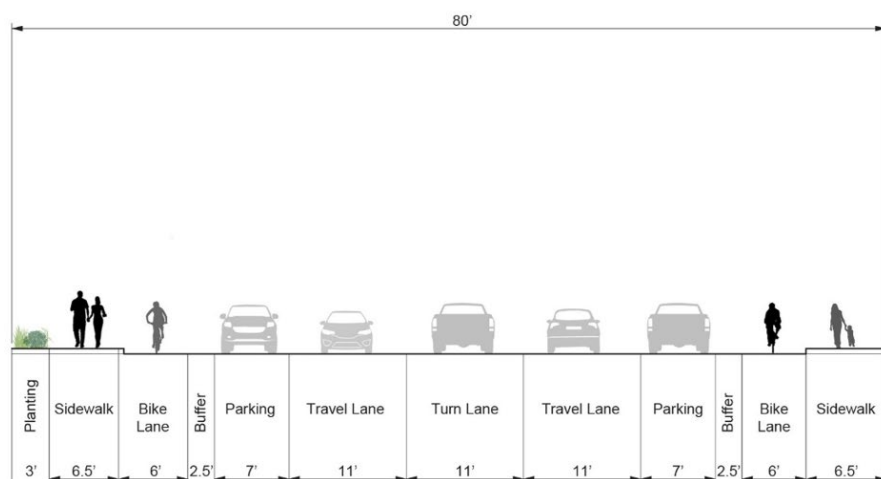 80'
Planting
Sidewalk
Bike
Lane
Buffer
Parking
Travel Lane
Turn Lane
Travel Lane
Parking
Buffer
Bike
Lane
Sidewalk
3'
6.5'
6'
2.5'
7'
11'
11'
11'
7'
2.5'
6'
6.5'